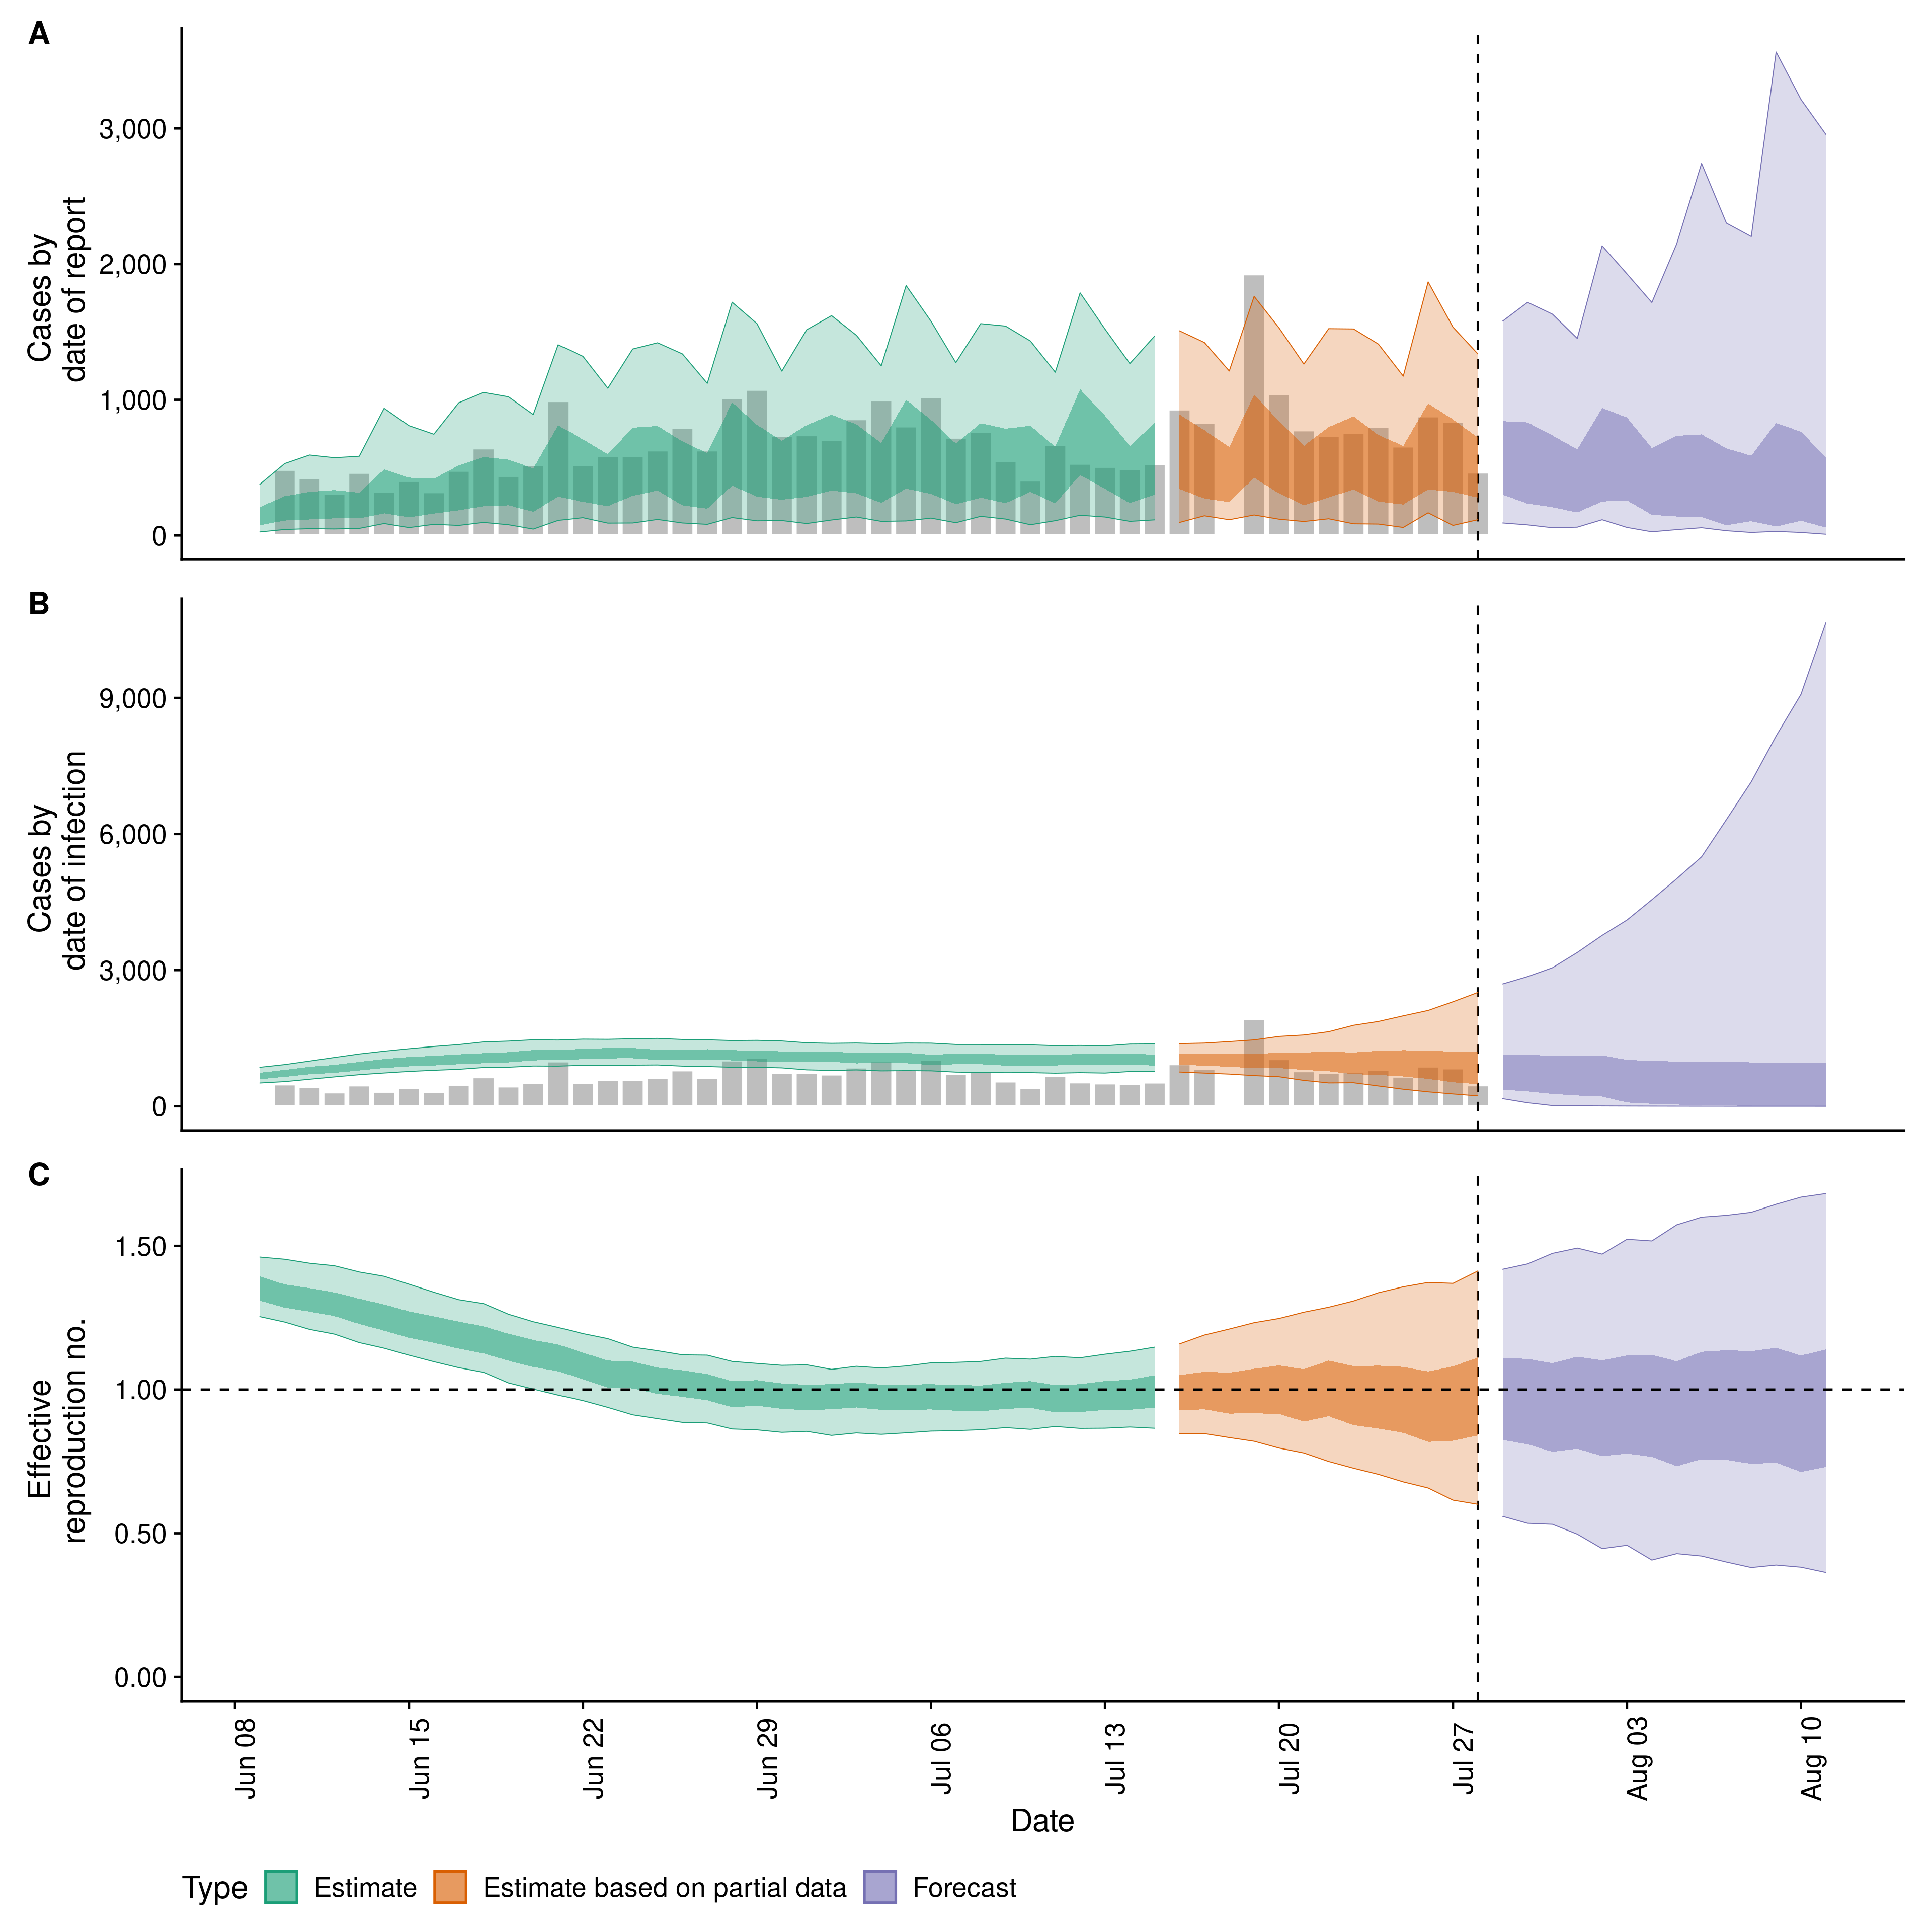 A
3,000
2,000
1,000
0
Cases by
date of report
B
9,000
6,000
3,000
0
Cases by
date of infection
C
1.50
1.00
0.50
0.00
Effective
reproduction no.
Jun 08
Jun 15
Jun 22
Jun 29
Jul 06
Jul 13
Jul 20
Jul 27
Aug 03
Aug 10
Date
Type Estimate Estimate based on partial data Forecast